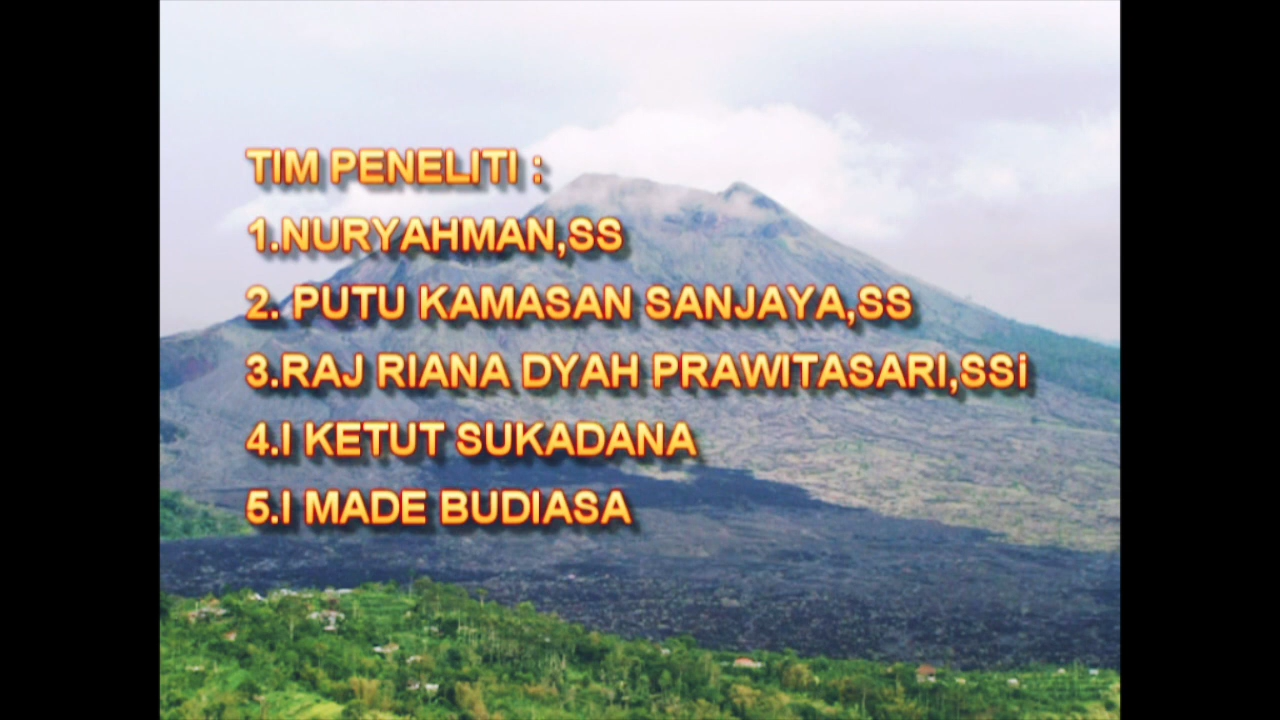 TIM PENELITI :
1.NURYAHMAN,SS
2. PUTU KAMASAN SANJAYA,SS
3.RAJ RIANA DYAH PRAWITASARI,SSi
4.I KETUT SUKADANA
5.I MADE BUDIASA